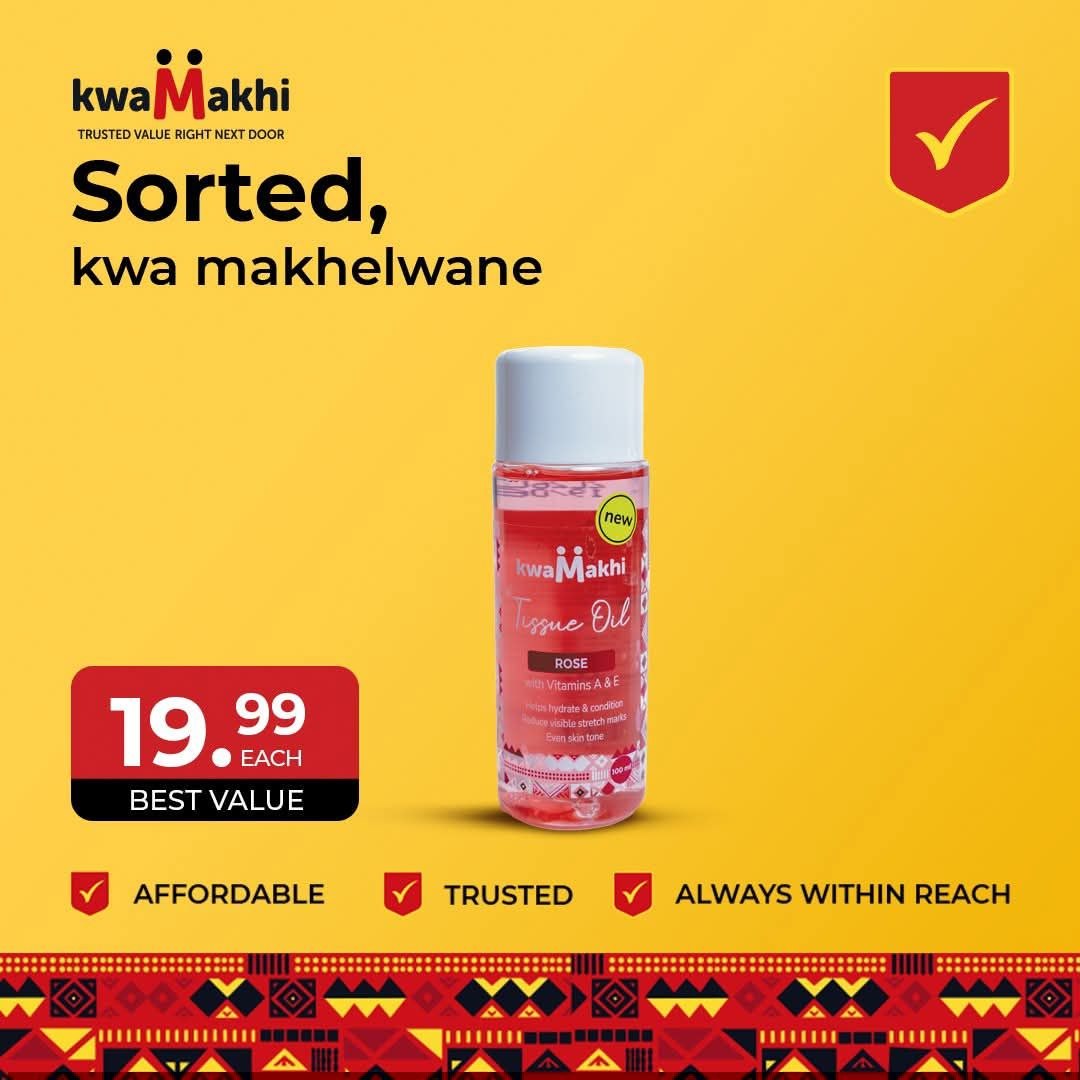 kwaMakhi
TRUSTED VALUE RIGHT NEXT DOOR
Sorted,
kwa makhelwane
new
kwaMakhi
Tissue Oil
ROSE
with Vitamins A & E
Helps hydrate & condition
Reduce visible stretch marks
Even skin tone
100 ml
19.99
EACH
BEST VALUE
AFFORDABLE
TRUSTED
ALWAYS WITHIN REACH